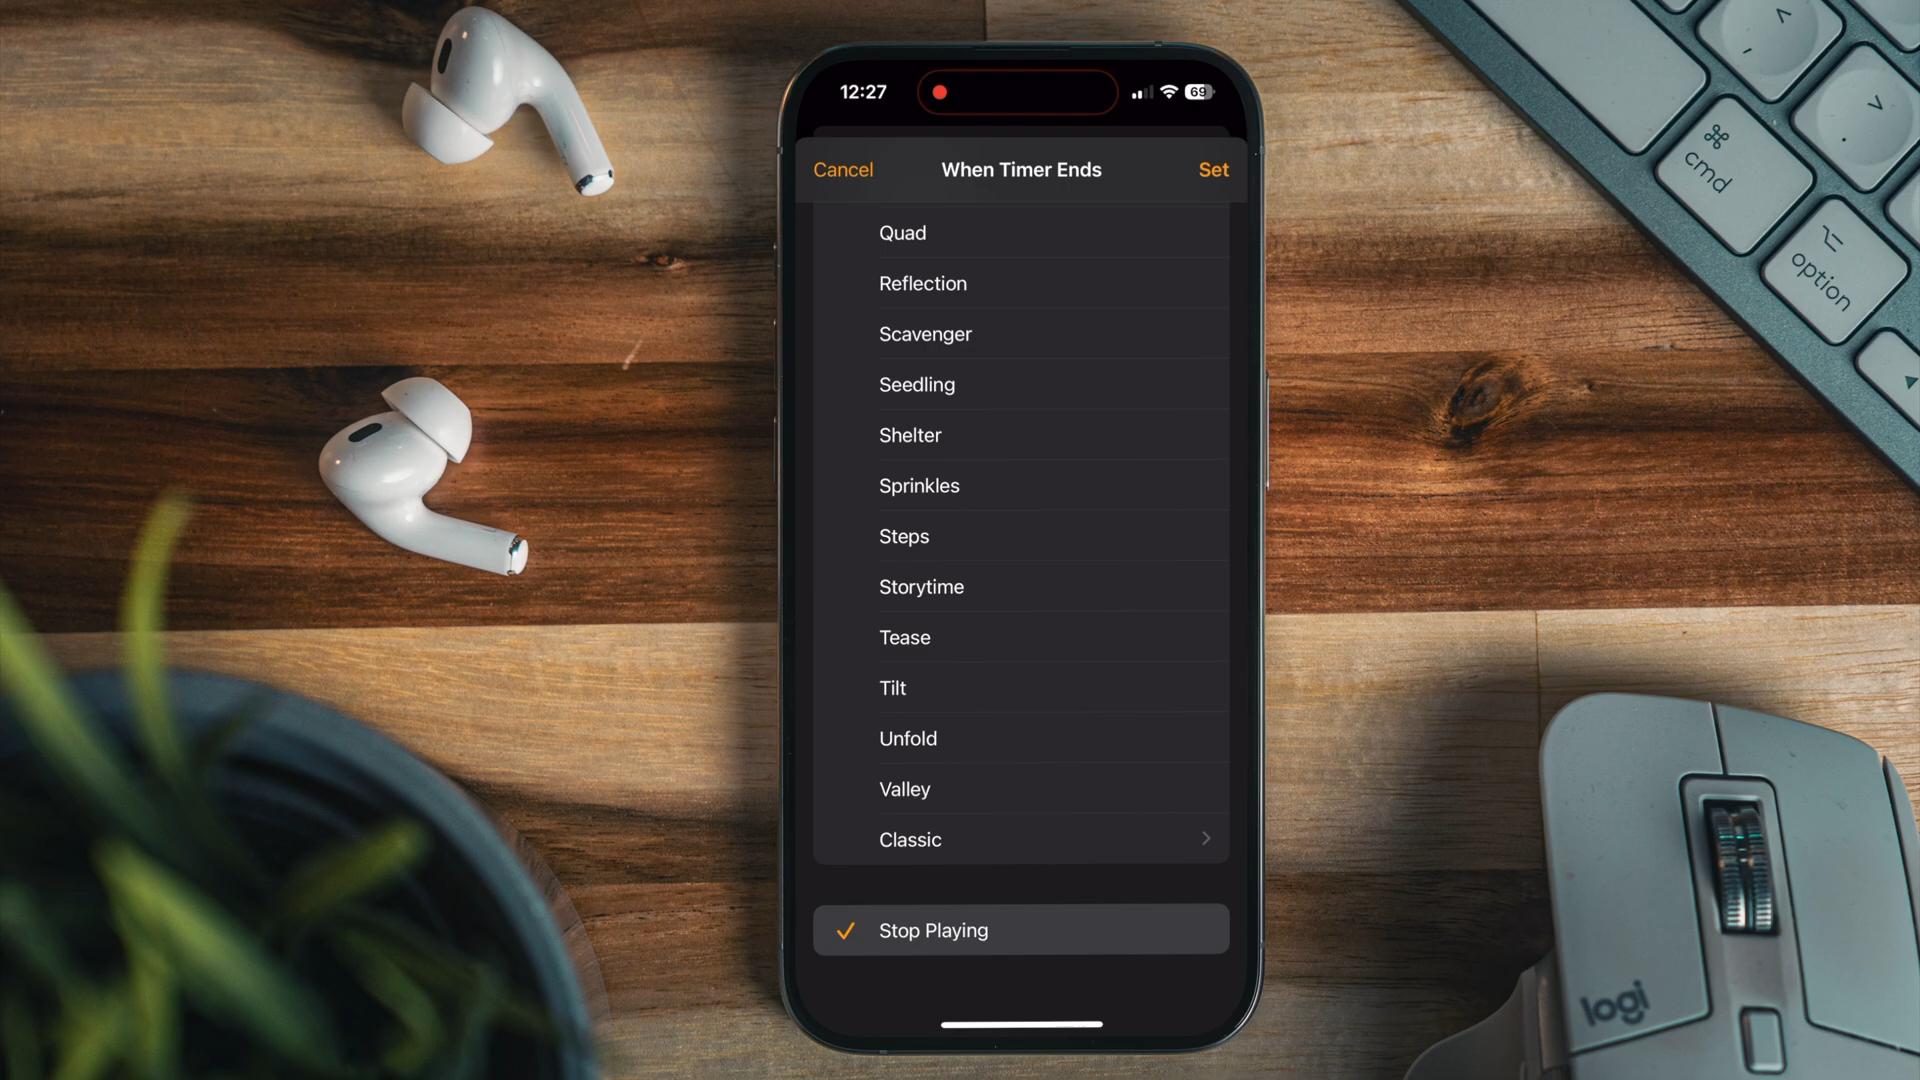 12:27
69
Cancel When Timer Ends Set
Quad
Reflection
Scavenger
Seedling
Shelter
Sprinkles
Steps
Storytime
Tease
Tilt
Unfold
Valley
Classic
Stop Playing
⌘
cmd
⌥
option
logi